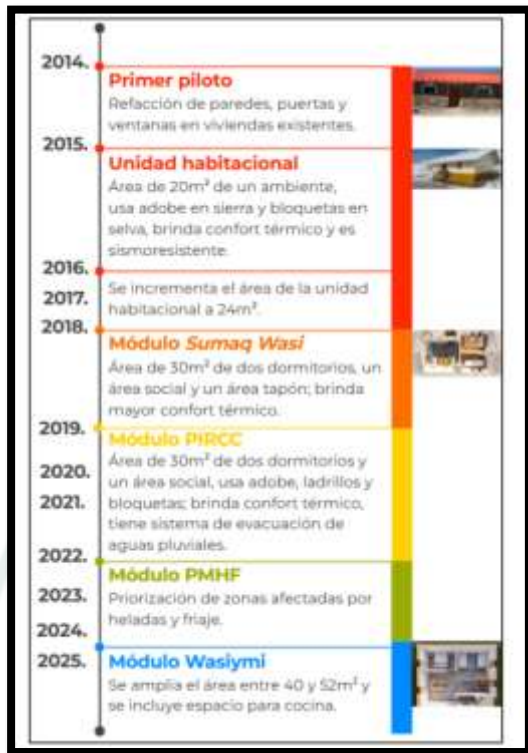 2014.
Primer piloto
Refacción de paredes, puertas y
ventanas en viviendas existentes.
2015.
Unidad habitacional
Área de 20m² de un ambiente,
usa adobe en sierra y bloquetas en
selva, brinda confort térmico y es
sismoresistente.
2016.
2017.
Se incrementa el área de la unidad
habitacional a 24m².
2018.
Módulo Sumaq Wasi
Área de 30m² de dos dormitorios, un
área social y un área tapón; brinda
mayor confort térmico.
2019.
Módulo PIRCC
Área de 30m² de dos dormitorios y
un área social, usa adobe, ladrillos y
bloquetas; brinda confort térmico,
tiene sistema de evacuación de
aguas pluviales.
2020.
2021.
2022.
Módulo PMHF
Priorización de zonas afectadas por
heladas y friaje.
2023.
2024.
2025.
Módulo Wasiymi
Se amplia el área entre 40 y 52m² y
se incluye espacio para cocina.